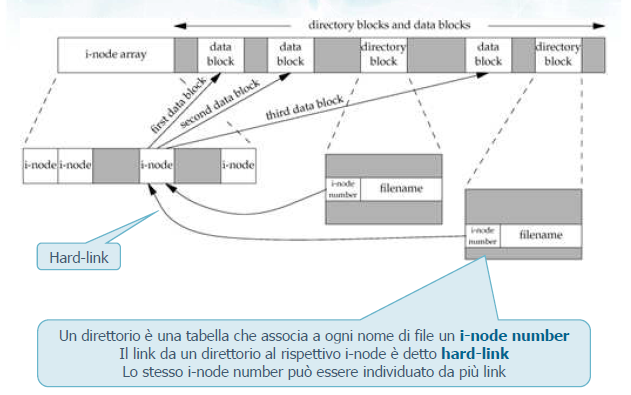 directory blocks and data blocks
i-node array
data
block
data
block
directory
block
data
block
directory
block
first data block
second data block
third data block
i-node
i-node
i-node
i-node
i-node
number
filename
i-node
number
filename
Hard-link
Un direttorio è una tabella che associa a ogni nome di file un i-node number
Il link da un direttorio al rispettivo i-node è detto hard-link
Lo stesso i-node number può essere individuato da più link